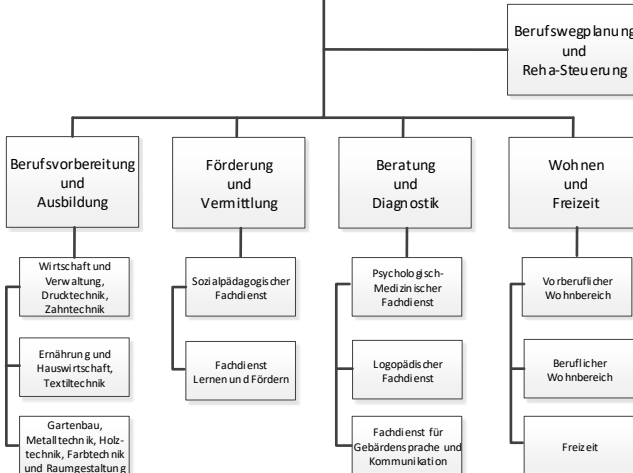 Berufswegplanung
und
Reha-Steuerung
Berufsvorbereitung
und
Ausbildung
Förderung
und
Vermittlung
Beratung
und
Diagnostik
Wohnen
und
Freizeit
Wirtschaft und
Verwaltung,
Drucktechnik,
Zahntechnik
Sozialpädagogischer
Fachdienst
Psychologisch-
Medizinischer
Fachdienst
Vorberuflicher
Wohnbereich
Ernährung und
Hauswirtschaft,
Textiltechnik
Fachdienst
Lernen und Fördern
Logopädischer
Fachdienst
Beruflicher
Wohnbereich
Gartenbau,
Metalltechnik, Holz-
technik, Farbtechnik
und Raumgestaltung
Fachdienst für
Gebärdensprache und
Kommunikation
Freizeit